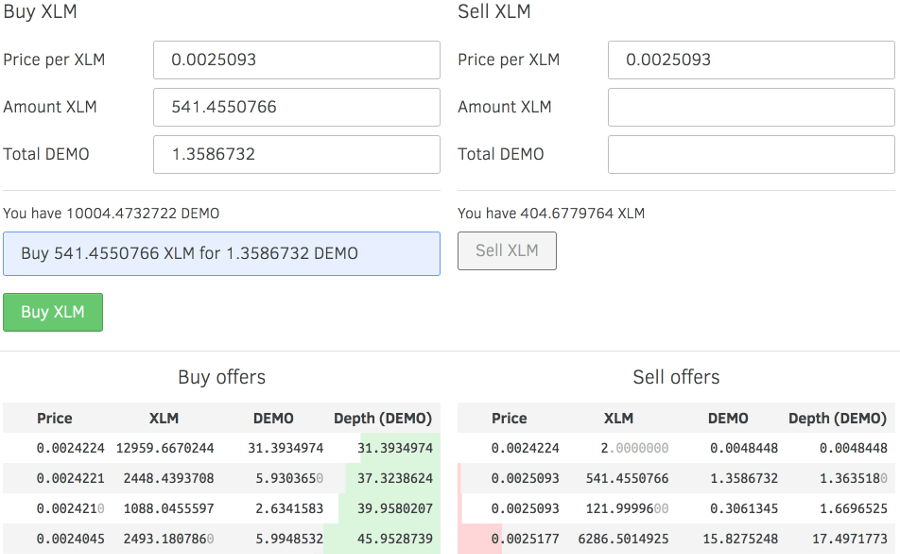 Buy XLM
Price per XLM 0.0025093
Amount XLM 541.4550766
Total DEMO 1.3586732
You have 10004.4732722 DEMO
Buy 541.4550766 XLM for 1.3586732 DEMO
Buy XLM
Sell XLM
Price per XLM 0.0025093
Amount XLM
Total DEMO
You have 404.6779764 XLM
Sell XLM
Buy offers
Price XLM DEMO Depth (DEMO)
0.0024224 12959.6670244 31.3934974 31.3934974
0.0024221 2448.4393708 5.9303650 37.3238624
0.0024210 1088.0455597 2.6341583 39.9580207
0.0024045 2493.1807860 5.9948532 45.9528739
Sell offers
Price XLM DEMO Depth (DEMO)
0.0024224 2.0000000 0.0048448 0.0048448
0.0025093 541.4550766 1.3586732 1.3635180
0.0025093 121.9999600 0.3061345 1.6696525
0.0025177 6286.5014925 15.8275248 17.4971773